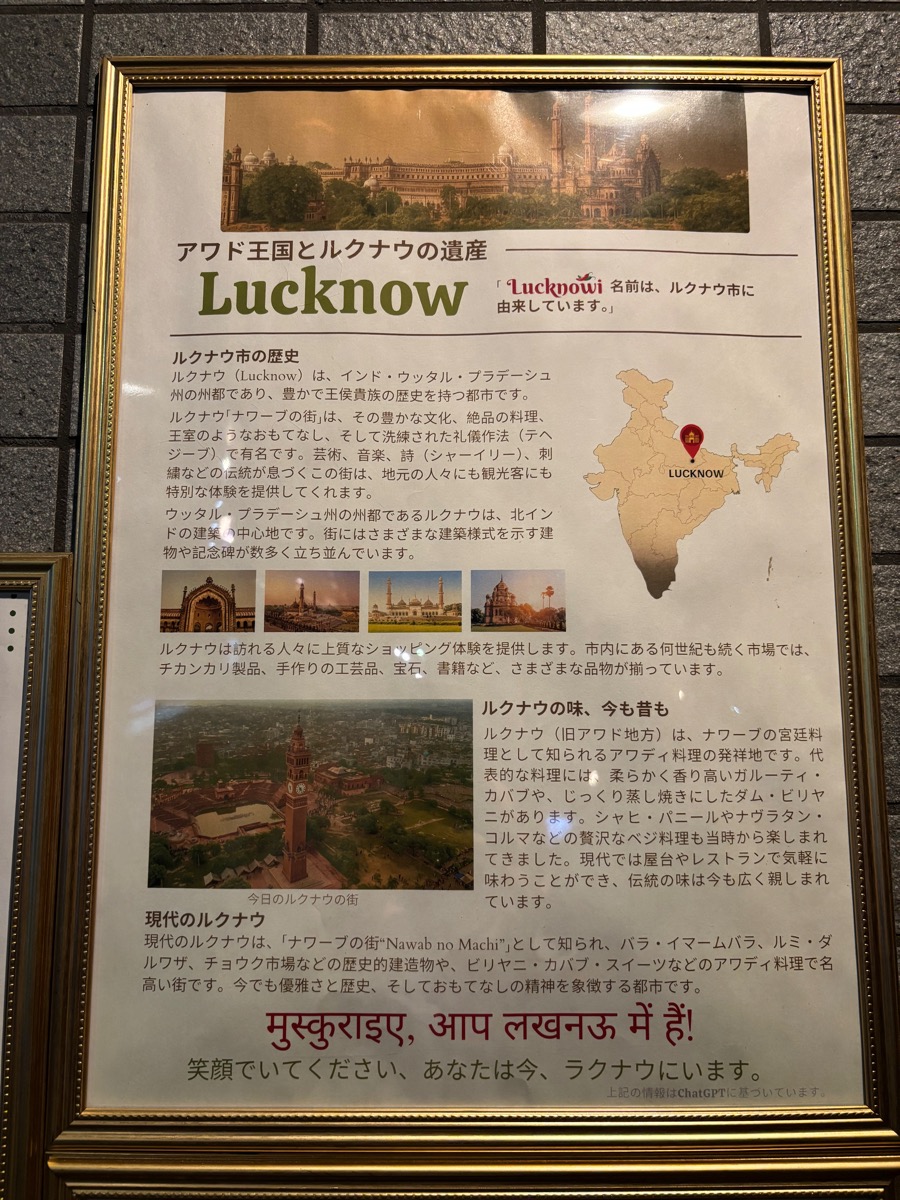 アワド王国とルクナウの遺産
Lucknow
「Lucknowi 名前は、ルクナウ市に
由来しています。」
ルクナウ市の歴史
ルクナウ（Lucknow）は、インド・ウッタル・プラデーシュ
州の州都であり、豊かで王侯貴族の歴史を持つ都市です。
ルクナウ「ナワーブの街」は、その豊かな文化、絶品の料理、
王室のようなおもてなし、そして洗練された礼儀作法（テヘ
ジーブ）で有名です。芸術、音楽、詩（シャーイリー）、刺
繍などの伝統が息づくこの街は、地元の人々にも観光客にも
特別な体験を提供してくれます。
ウッタル・プラデーシュ州の州都であるルクナウは、北イン
ドの建築の中心地です。街にはさまざまな建築様式を示す建
物や記念碑が数多く立ち並んでいます。
LUCKNOW
ルクナウは訪れる人々に上質なショッピング体験を提供します。市内にある何世紀も続く市場では、
チカンカリ製品、手作りの工芸品、宝石、書籍など、さまざまな品物が揃っています。
ルクナウの味、今も昔も
ルクナウ（旧アワド地方）は、ナワーブの宮廷料
理として知られるアワディ料理の発祥地です。代
表的な料理には、柔らかく香り高いガルーティ・
カバブや、じっくり蒸し焼きにしたダム・ビリヤ
ニがあります。シャヒ・パニールやナヴラタン・
コルマなどの贅沢なベジ料理も当時から楽しまれ
てきました。現代では屋台やレストランで気軽に
味わうことができ、伝統の味は今も広く親しまれ
ています。
今日のルクナウの街
現代のルクナウ
現代のルクナウは、「ナワーブの街“Nawab no Machi”」として知られ、バラ・イマームバラ、ルミ・ダ
ルワザ、チョウク市場などの歴史的建造物や、ビリヤニ・カバブ・スイーツなどのアワディ料理で名
高い街です。今でも優雅さと歴史、そしておもてなしの精神を象徴する都市です。
मुस्कुराइए, आप लखनऊ में हैं!
笑顔でいてください、あなたは今、ラクナウにいます。
上記の情報はChatGPTに基づいています。